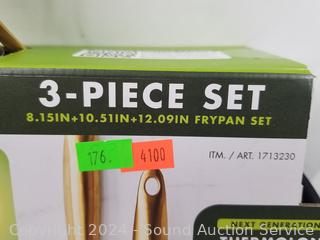 3-PIECE SET
8.15IN+10.51IN+12.09IN FRYPAN SET
176.
4100
ITM. / ART. 1713230
NEXT GENERATION
Copyright 2024 - Sound Auction Service